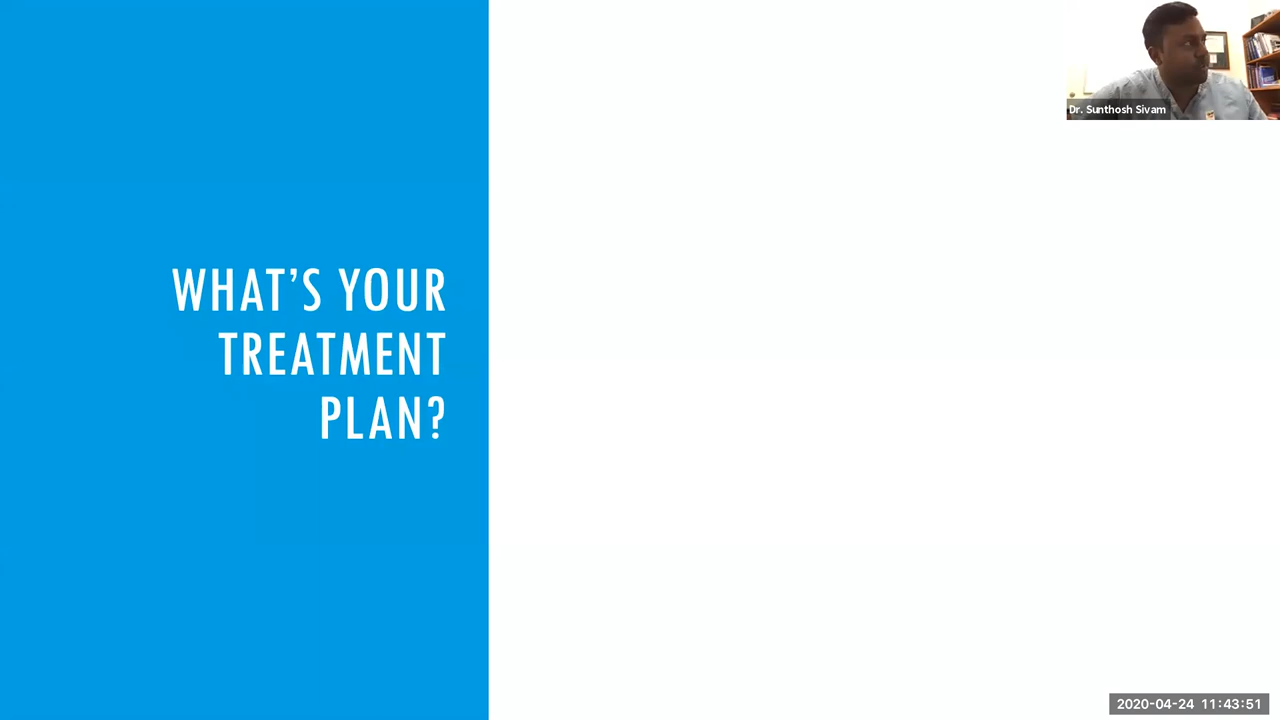 Dr. Sunthosh Sivam
WHAT'S YOUR
TREATMENT
PLAN?
2020-04-24 11:43:51